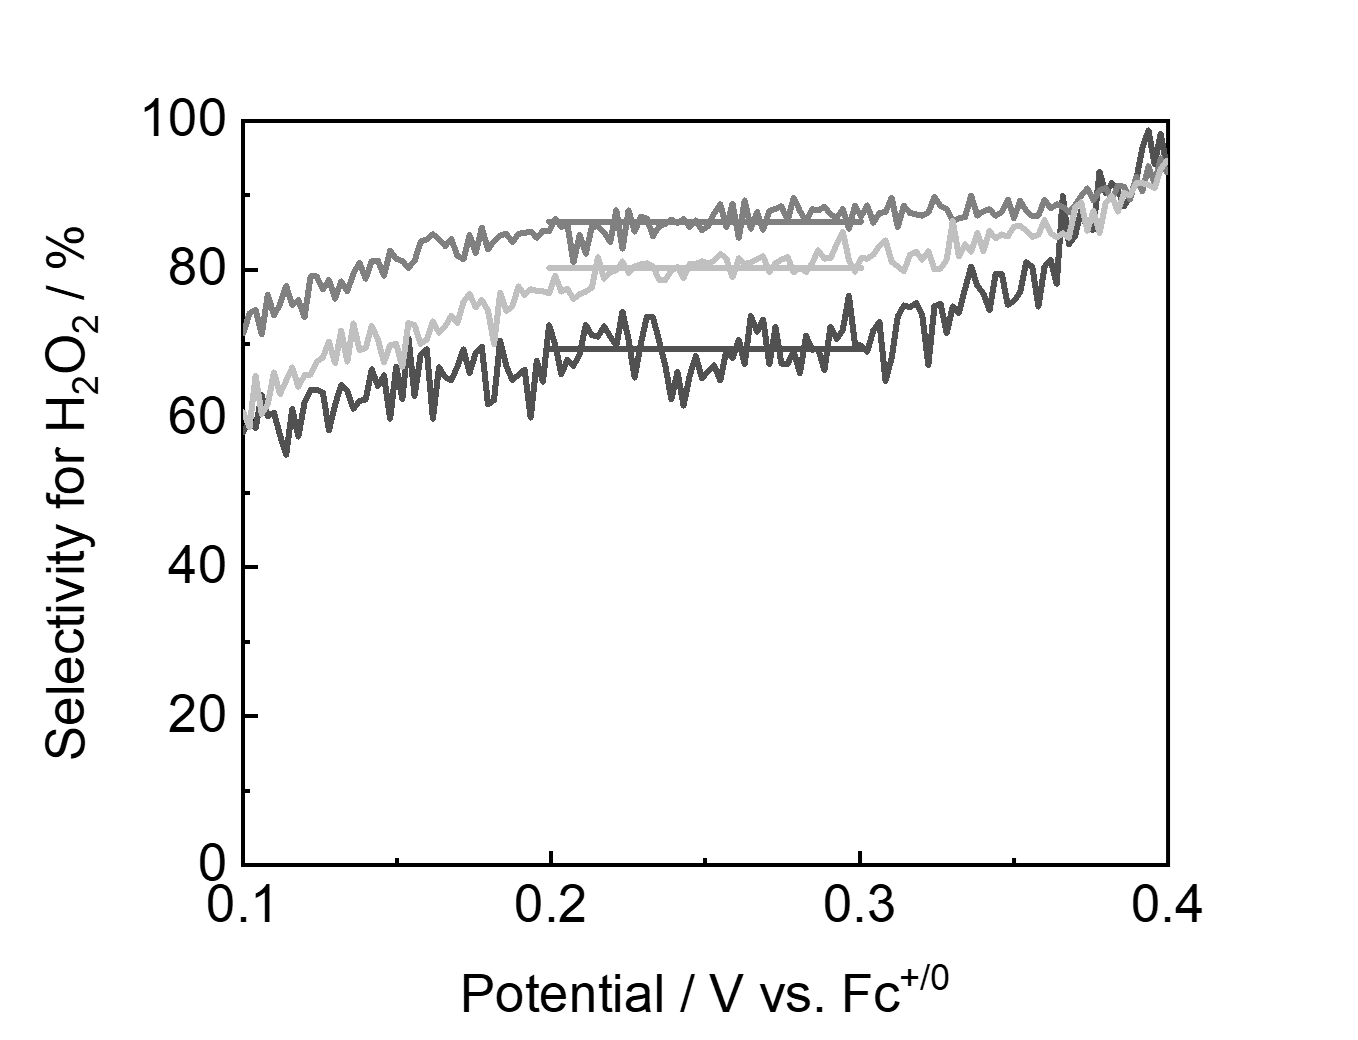 Selectivity for H₂O₂ / %
100
80
60
40
20
0
0.1 0.2 0.3 0.4
Potential / V vs. Fc⁺/⁰